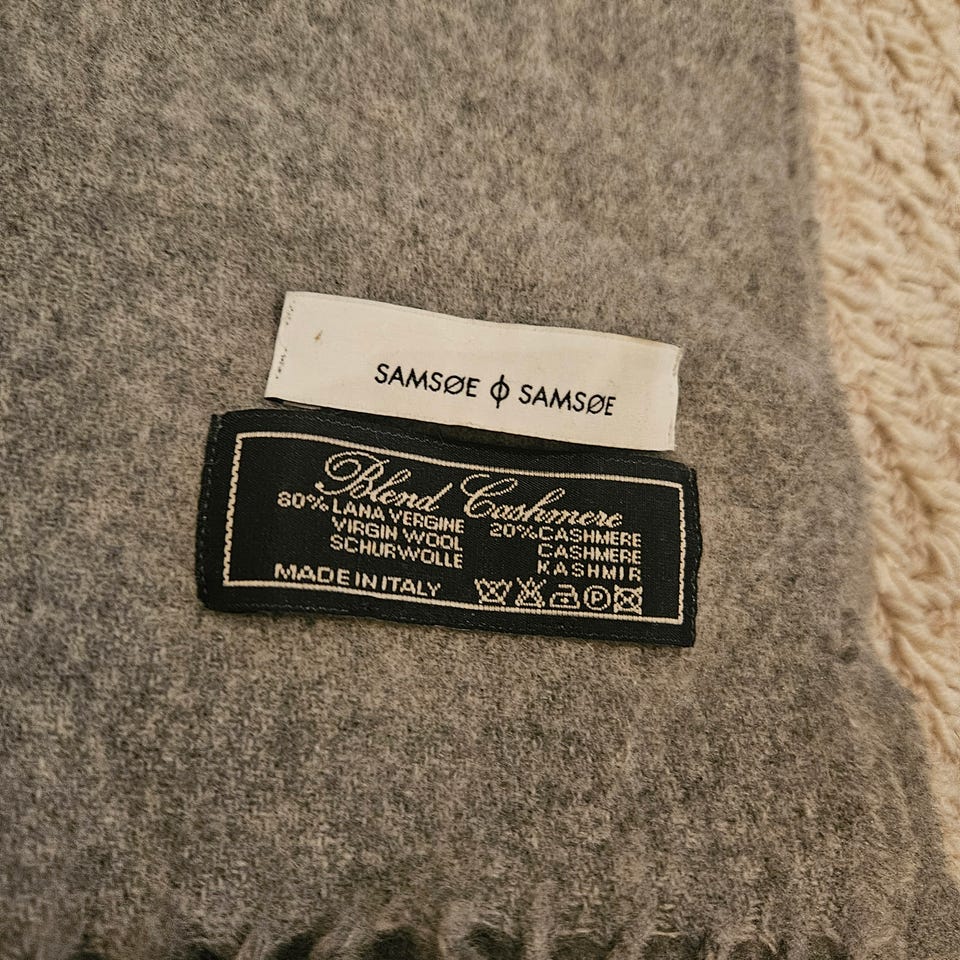 SAMSØE ϕ SAMSØE
Blend Cashmere
80% LANA VERGINE
VIRGIN WOOL
SCHURWOLLE
20% CASHMERE
CASHMERE
KASHMIR
MADE IN ITALY